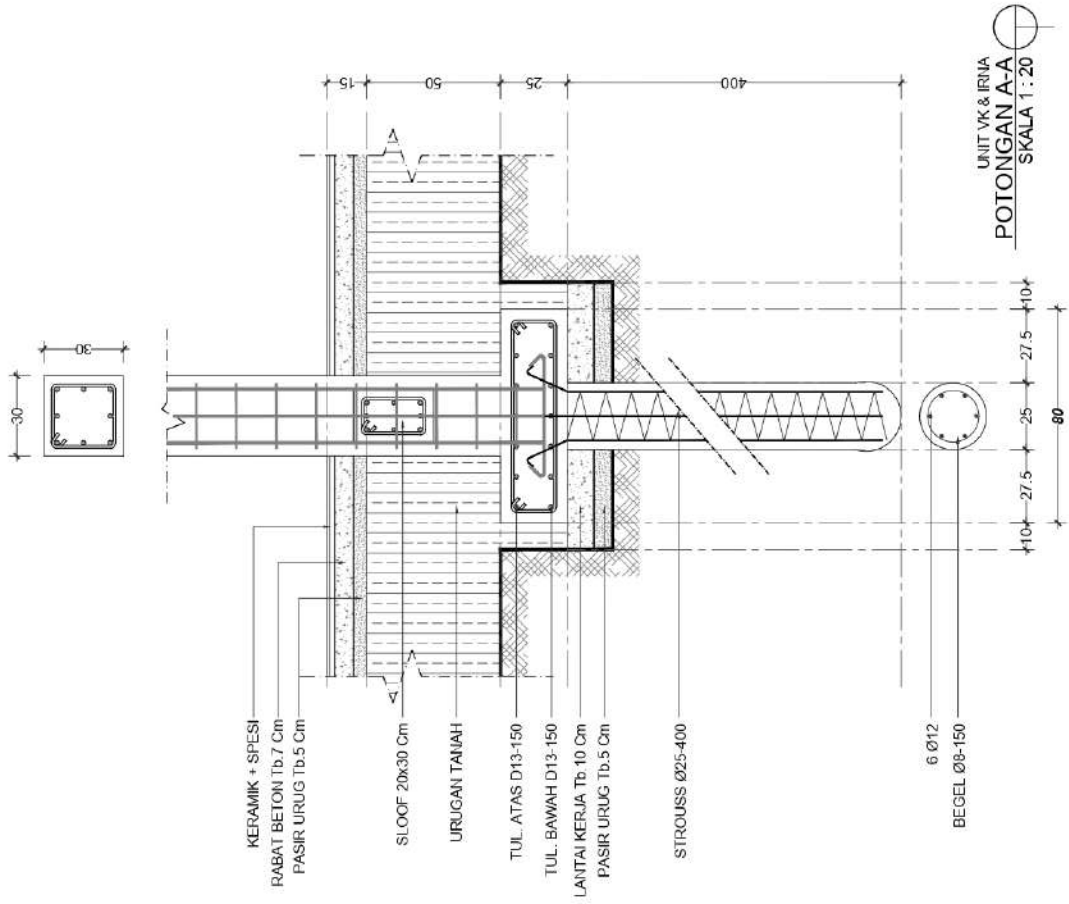 30
30
15
50
25
400
KERAMIK + SPESI
RABAT BETON Tb.7 Cm
PASIR URUG Tb.5 Cm
SLOOF 20x30 Cm
URUGAN TANAH
TUL. ATAS D13-150
TUL. BAWAH D13-150
LANTAI KERJA Tb.10 Cm
PASIR URUG Tb.5 Cm
STROUSS Ø25-400
6 Ø12
BEGEL Ø8-150
10
27.5
25
27.5
10
80
UNIT VK & IRNA
POTONGAN A-A
SKALA 1 : 20